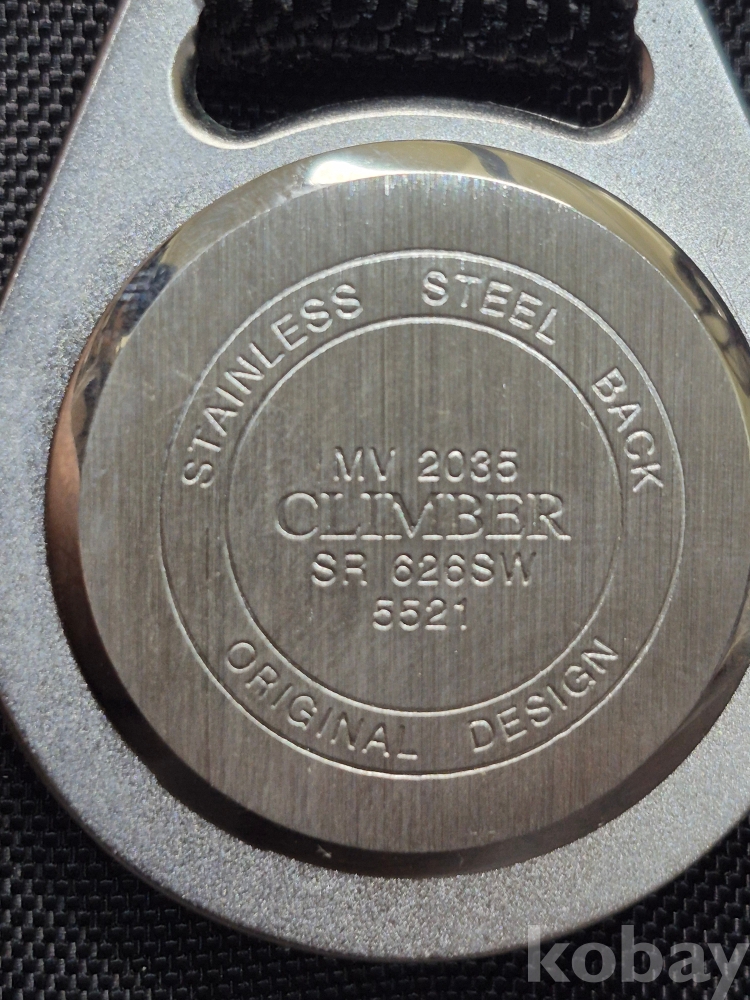 STAINLESS STEEL BACK
MV 2035
CLIMBER
SR 626SW
5521
ORIGINAL DESIGN
kobay